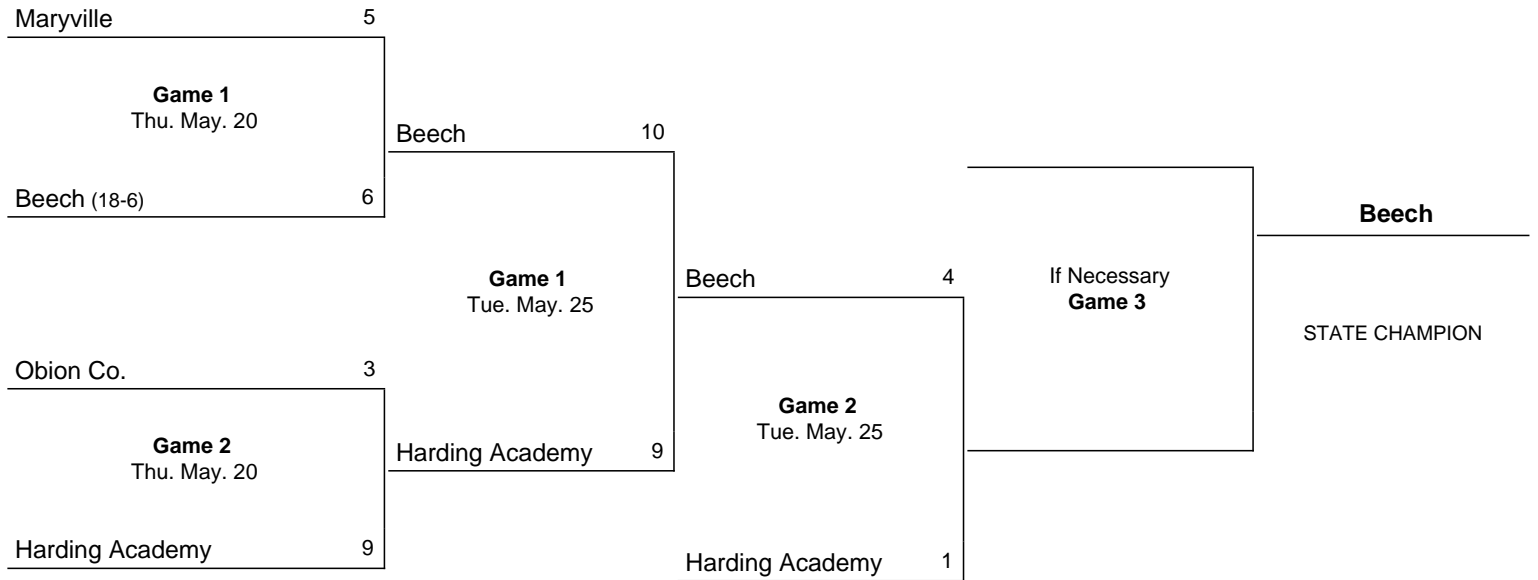 Maryville 5
Game 1
Thu. May. 20
Beech (18-6) 6
Obion Co. 3
Game 2
Thu. May. 20
Harding Academy 9
Beech 10
Game 1
Tue. May. 25
Harding Academy 9
Beech 4
Game 2
Tue. May. 25
Harding Academy 1
If Necessary
Game 3
Beech
STATE CHAMPION